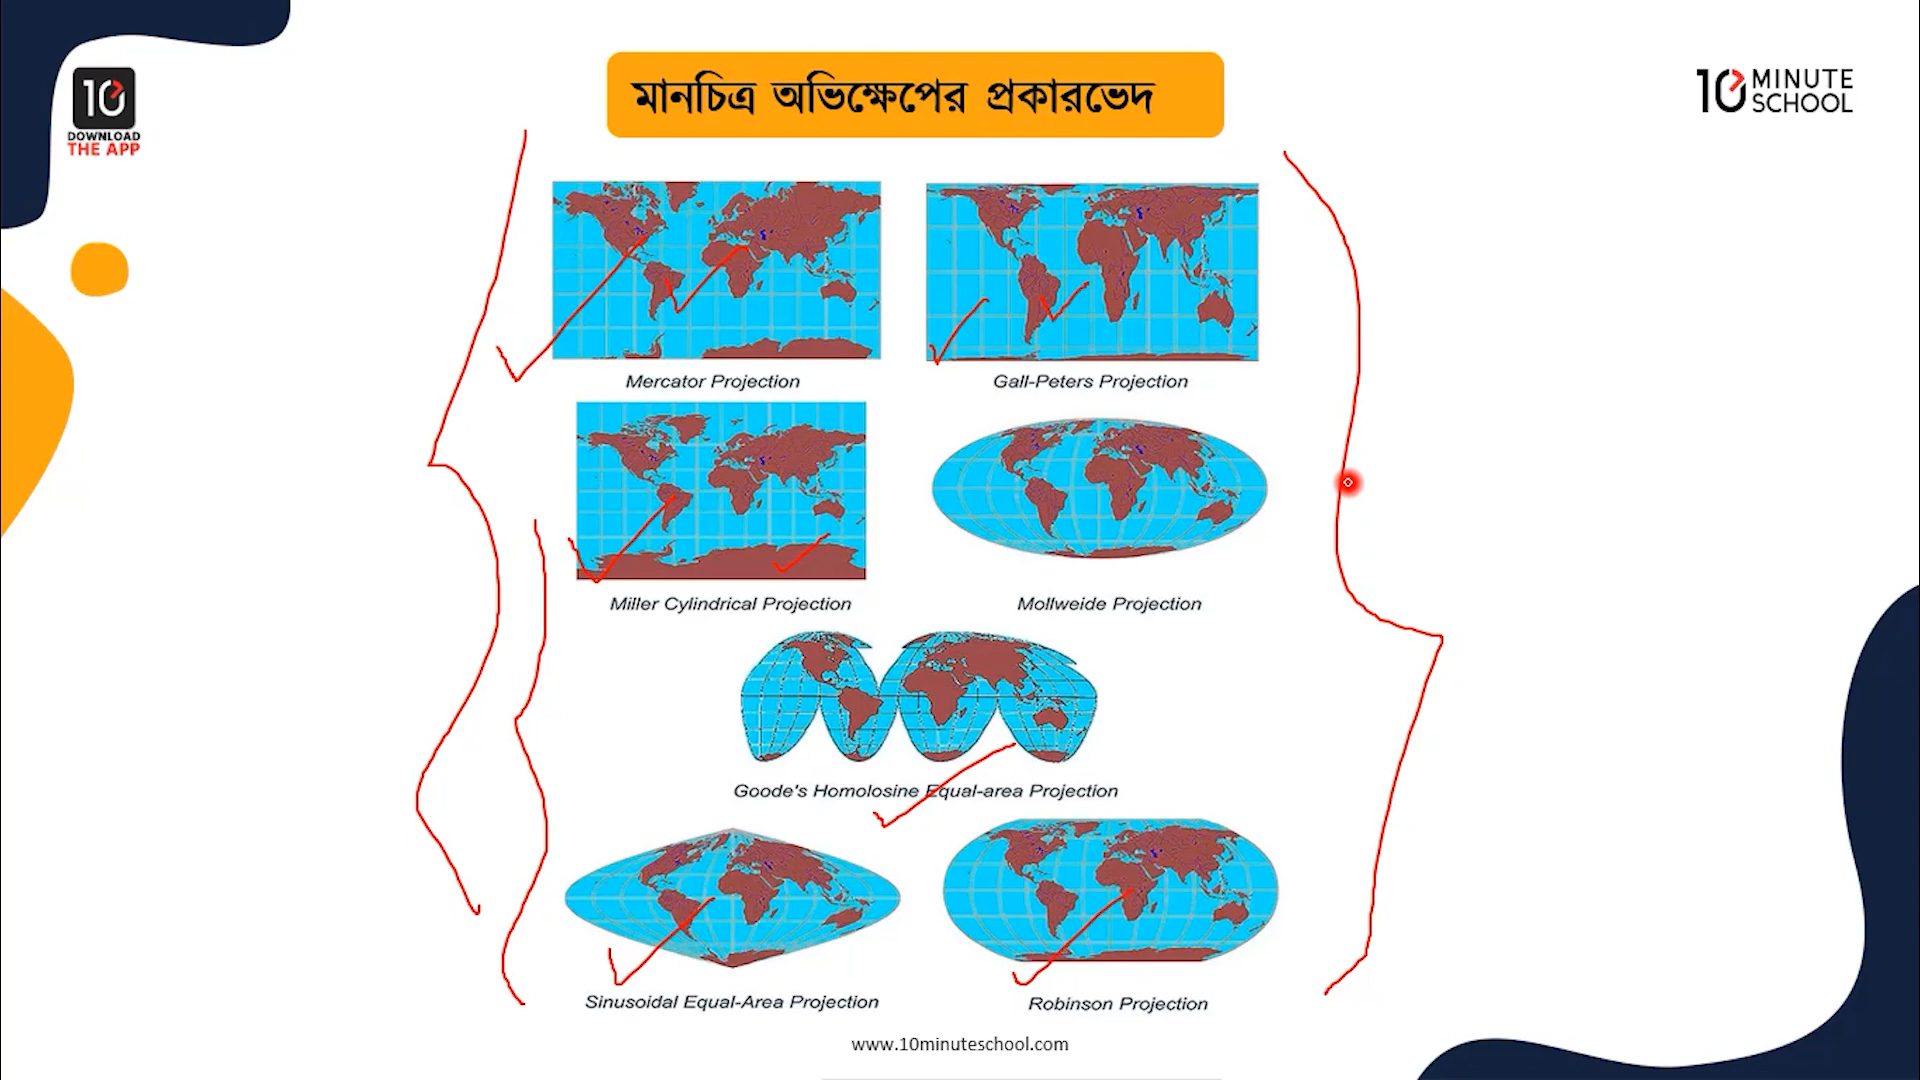 মানচিত্র অভিক্ষেপের প্রকারভেদ
10
DOWNLOAD
THE APP
10 MINUTE
SCHOOL
Mercator Projection
Gall-Peters Projection
Miller Cylindrical Projection
Mollweide Projection
Goode's Homolosine Equal-area Projection
Sinusoidal Equal-Area Projection
Robinson Projection
www.10minuteschool.com